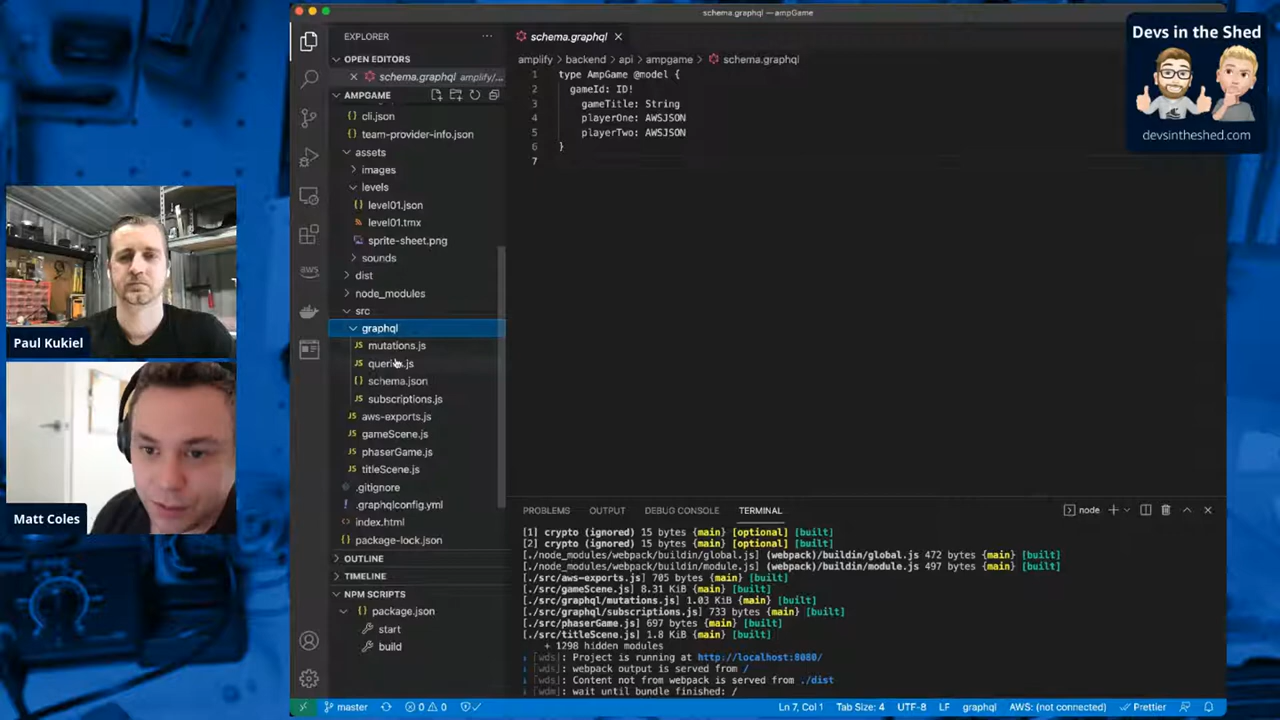 schema.graphql — ampGame
Devs in the Shed
devsintheshed.com
Paul Kukiel
Matt Coles
EXPLORER
OPEN EDITORS
schema.graphql amplify/...
AMPGAME
cli.json
team-provider-info.json
assets
images
levels
level01.json
level01.tmx
sprite-sheet.png
sounds
dist
node_modules
src
graphql
mutations.js
schema.json
subscriptions.js
aws-exports.js
gameScene.js
phaserGame.js
titleScene.js
.gitignore
.graphqlconfig.yml
index.html
package-lock.json
OUTLINE
TIMELINE
NPM SCRIPTS
package.json
start
build
aws
schema.graphql
amplify › backend › api › ampgame › schema.graphql
1 type AmpGame @model {
2 gameId: ID!
3 gameTitle: String
4 playerOne: AWSJSON
5 playerTwo: AWSJSON
6 }
7
PROBLEMS OUTPUT DEBUG CONSOLE TERMINAL node
[1] crypto (ignored) 15 bytes {main} [optional] [built]
[2] crypto (ignored) 15 bytes {main} [optional] [built]
[./node_modules/webpack/buildin/global.js] (webpack)/buildin/global.js 472 bytes {main} [built]
[./node_modules/webpack/buildin/module.js] (webpack)/buildin/module.js 497 bytes {main} [built]
[./src/aws-exports.js] 705 bytes {main} [built]
[./src/gameScene.js] 8.31 KiB {main} [built]
[./src/graphql/mutations.js] 1.03 KiB {main} [built]
[./src/graphql/subscriptions.js] 733 bytes {main} [built]
[./src/phaserGame.js] 697 bytes {main} [built]
[./src/titleScene.js] 1.8 KiB {main} [built]
+ 1298 hidden modules
[wds]: Project is running at http://localhost:8080/
[wds]: webpack output is served from /
[wds]: Content not from webpack is served from ./dist
[wdm]: wait until bundle finished: /
master 0 0 Ln 7, Col 1 Tab Size: 4 UTF-8 LF graphql AWS: (not connected) Prettier